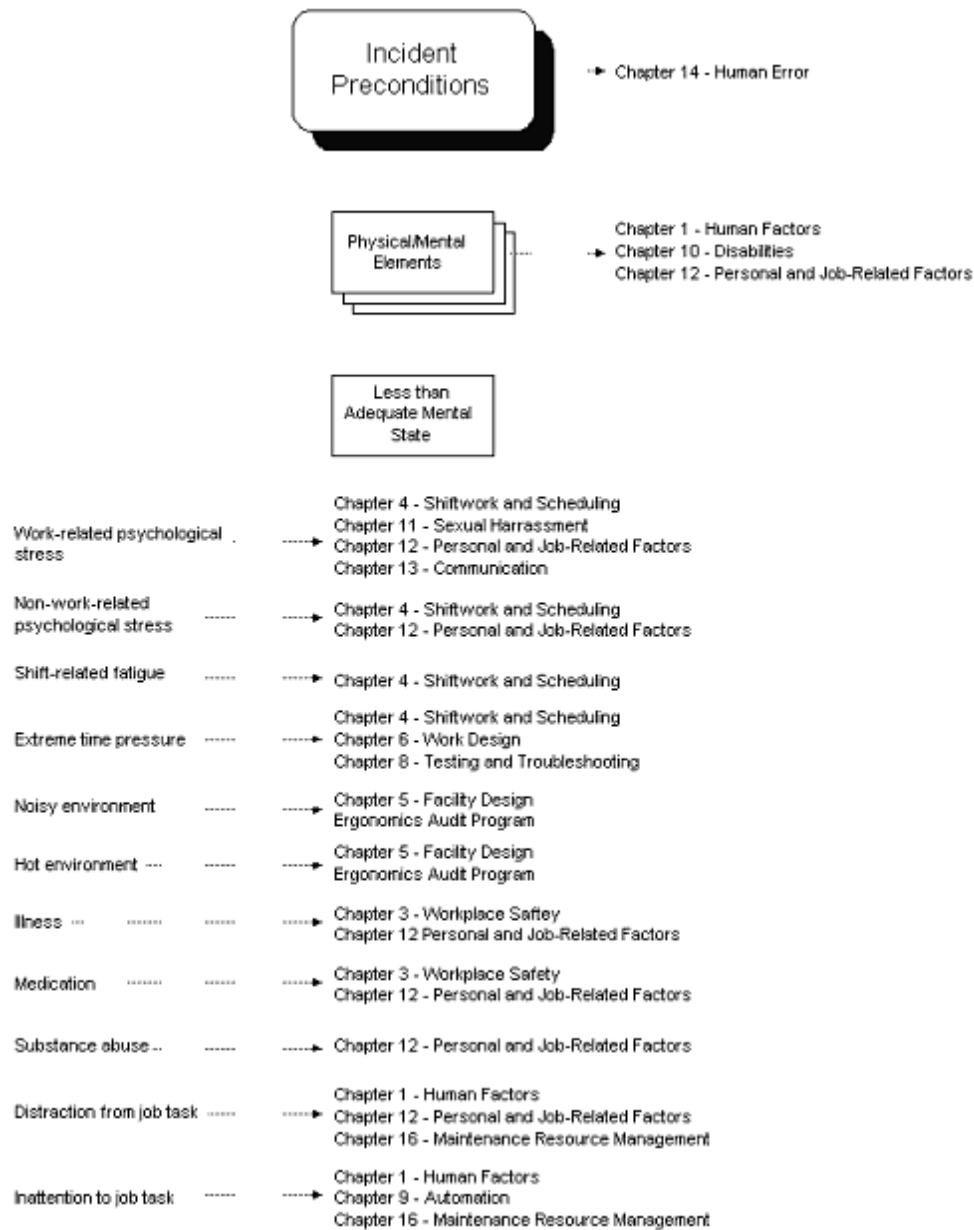 Incident
Preconditions
Chapter 14 - Human Error
Physical/Mental
Elements
Chapter 1 - Human Factors
Chapter 10 - Disabilities
Chapter 12 - Personal and Job-Related Factors
Less than
Adequate Mental
State
Work-related psychological
stress
Chapter 4 - Shiftwork and Scheduling
Chapter 11 - Sexual Harrassment
Chapter 12 - Personal and Job-Related Factors
Chapter 13 - Communication
Non-work-related
psychological stress
Chapter 4 - Shiftwork and Scheduling
Chapter 12 - Personal and Job-Related Factors
Shift-related fatigue
Chapter 4 - Shiftwork and Scheduling
Extreme time pressure
Chapter 4 - Shiftwork and Scheduling
Chapter 6 - Work Design
Chapter 8 - Testing and Troubleshooting
Noisy environment
Chapter 5 - Facility Design
Ergonomics Audit Program
Hot environment
Chapter 5 - Facility Design
Ergonomics Audit Program
Illness
Chapter 3 - Workplace Saftey
Chapter 12 Personal and Job-Related Factors
Medication
Chapter 3 - Workplace Safety
Chapter 12 - Personal and Job-Related Factors
Substance abuse
Chapter 12 - Personal and Job-Related Factors
Distraction from job task
Chapter 1 - Human Factors
Chapter 12 - Personal and Job-Related Factors
Chapter 16 - Maintenance Resource Management
Inattention to job task
Chapter 1 - Human Factors
Chapter 9 - Automation
Chapter 16 - Maintenance Resource Management